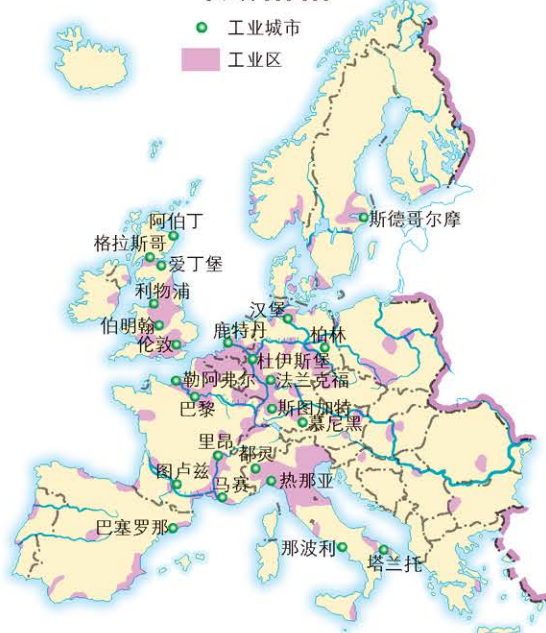 工业城市
工业区
斯德哥尔摩
阿伯丁
格拉斯哥
爱丁堡
利物浦
汉堡
伯明翰
鹿特丹
柏林
伦敦
杜伊斯堡
勒阿弗尔
法兰克福
巴黎
斯图加特
慕尼黑
里昂
都灵
图卢兹
马赛
热那亚
巴塞罗那
那波利
塔兰托